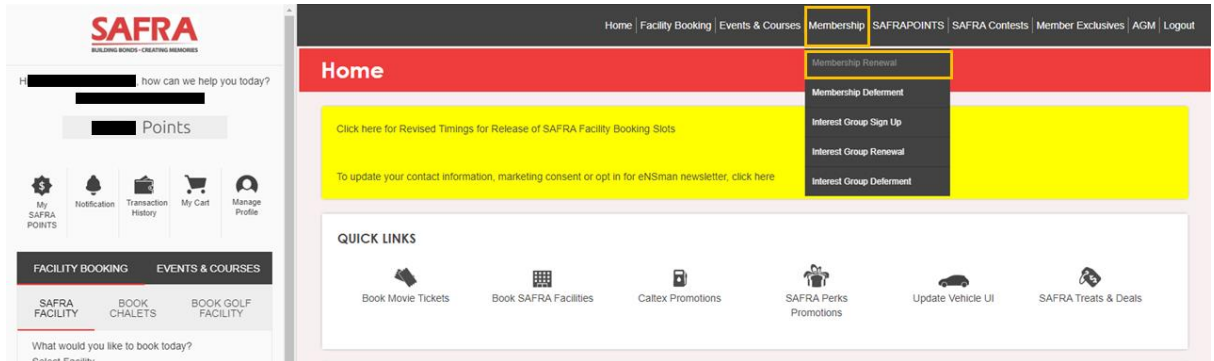 SAFRA
BUILDING BONDS • CREATING MEMORIES
H , how can we help you today?
Points
My SAFRA POINTS
Notification
Transaction History
My Cart
Manage Profile
FACILITY BOOKING EVENTS & COURSES
SAFRA FACILITY
BOOK CHALETS
BOOK GOLF FACILITY
What would you like to book today?
Select Facility
Home | Facility Booking | Events & Courses | Membership | SAFRAPOINTS | SAFRA Contests | Member Exclusives | AGM | Logout
Home
Membership Renewal
Membership Deferment
Interest Group Sign Up
Interest Group Renewal
Interest Group Deferment
Click here for Revised Timings for Release of SAFRA Facility Booking Slots
To update your contact information, marketing consent or opt in for eNSman newsletter, click here
QUICK LINKS
Book Movie Tickets
Book SAFRA Facilities
Caltex Promotions
SAFRA Perks
Promotions
Update Vehicle UI
SAFRA Treats & Deals